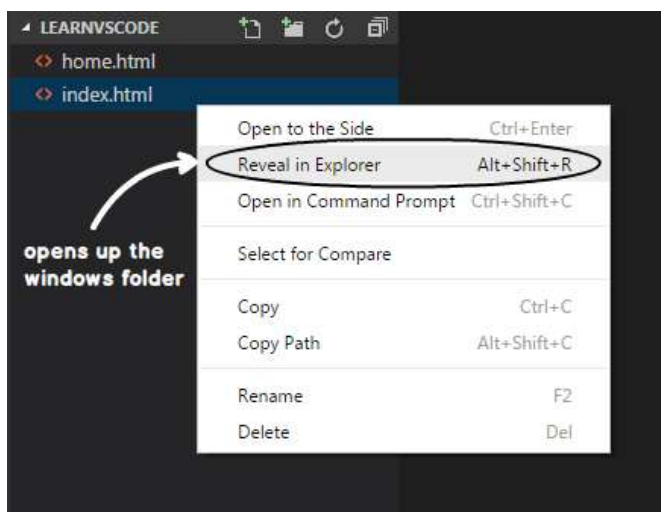 LEARNVSCODE
home.html
index.html
Open to the Side Ctrl+Enter
Reveal in Explorer Alt+Shift+R
Open in Command Prompt Ctrl+Shift+C
Select for Compare
Copy Ctrl+C
Copy Path Alt+Shift+C
Rename F2
Delete Del
opens up the
windows folder